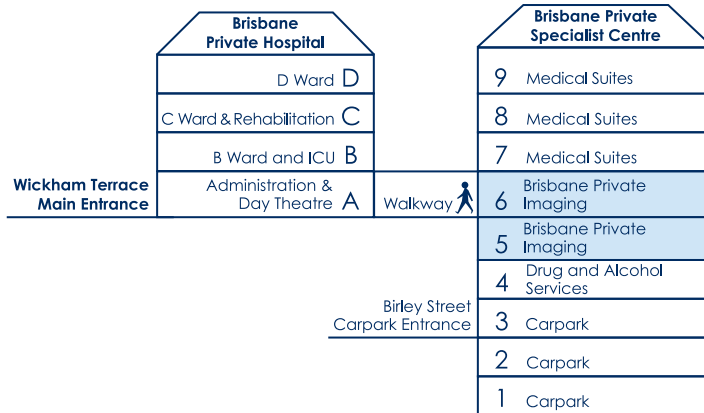 Brisbane
Private Hospital
D Ward D
C Ward & Rehabilitation C
B Ward and ICU B
Wickham Terrace
Main Entrance
Administration &
Day Theatre A
Walkway
Brisbane Private
Specialist Centre
9 Medical Suites
8 Medical Suites
7 Medical Suites
6 Brisbane Private
Imaging
5 Brisbane Private
Imaging
4 Drug and Alcohol
Services
Birley Street
Carpark Entrance
3 Carpark
2 Carpark
1 Carpark